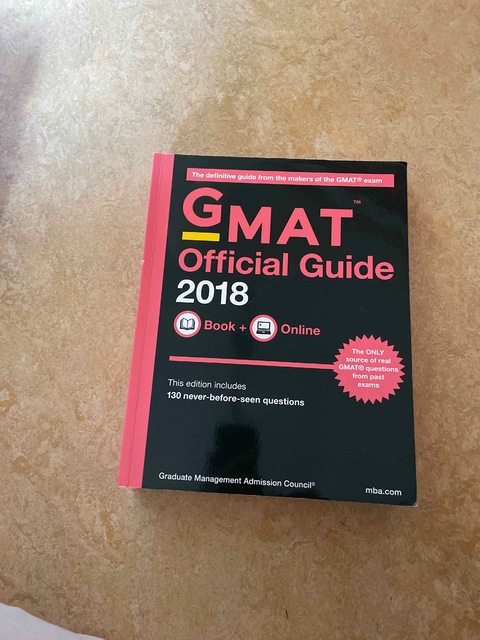 The definitive guide from the makers of the GMAT® exam
GMAT™
Official Guide
2018
Book + Online
The ONLY
source of real
GMAT® questions
from past
exams
This edition includes
130 never-before-seen questions
Graduate Management Admission Council®
mba.com